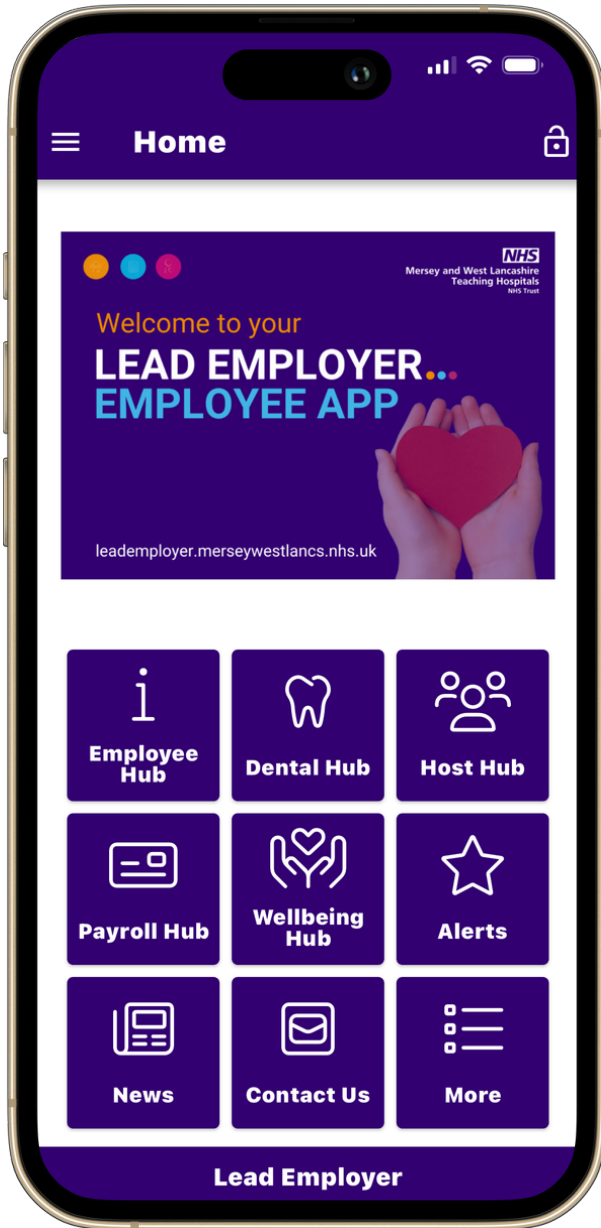 Home
NHS
Mersey and West Lancashire
Teaching Hospitals
NHS Trust
Welcome to your
LEAD EMPLOYER...
EMPLOYEE APP
leademployer.merseywestlancs.nhs.uk
Employee
Hub
Dental Hub
Host Hub
Payroll Hub
Wellbeing
Hub
Alerts
News
Contact Us
More
Lead Employer